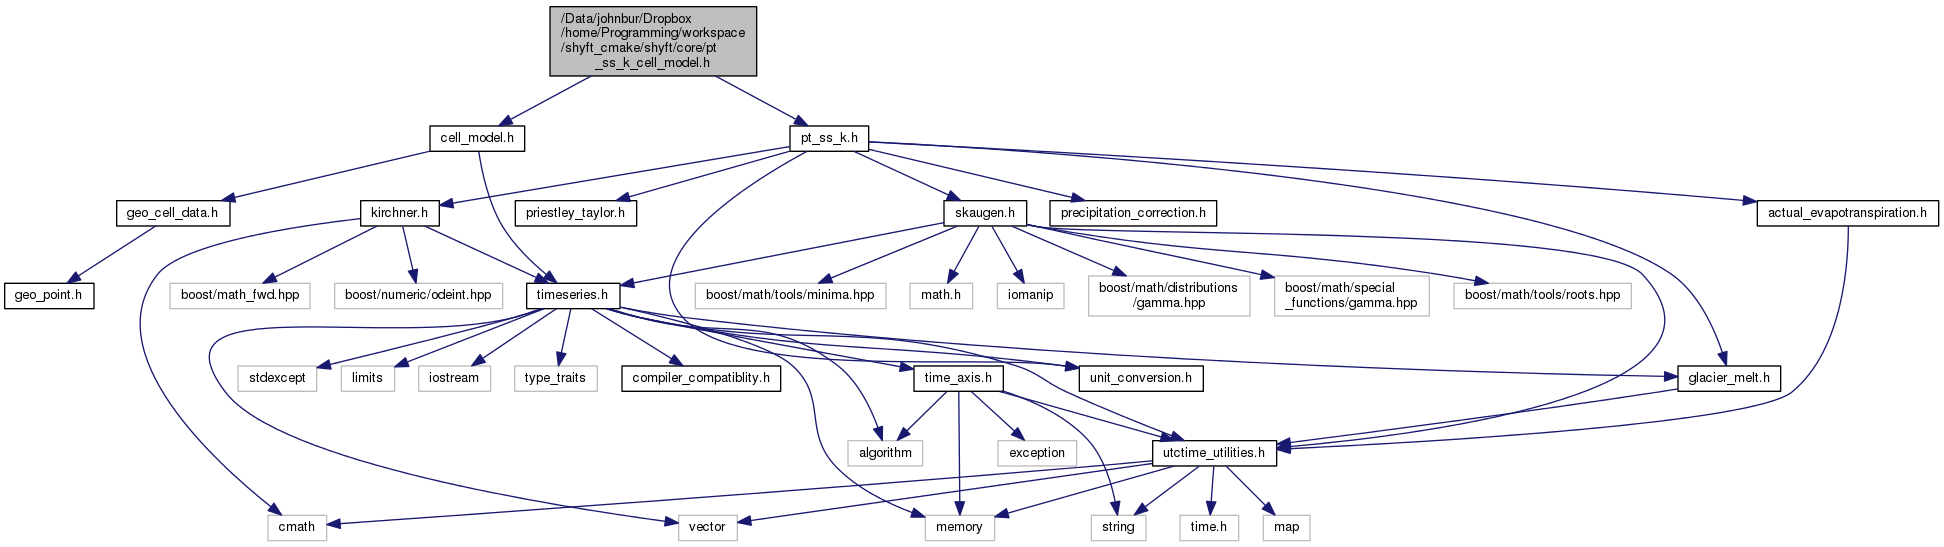 /Data/johnbur/Dropbox
/home/Programming/workspace
/shyft_cmake/shyft/core/pt
_ss_k_cell_model.h
cell_model.h
pt_ss_k.h
geo_cell_data.h
kirchner.h
priestley_taylor.h
skaugen.h
precipitation_correction.h
actual_evapotranspiration.h
geo_point.h
boost/math_fwd.hpp
boost/numeric/odeint.hpp
timeseries.h
boost/math/tools/minima.hpp
math.h
iomanip
boost/math/distributions
/gamma.hpp
boost/math/special
_functions/gamma.hpp
boost/math/tools/roots.hpp
stdexcept
limits
iostream
type_traits
compiler_compatiblity.h
time_axis.h
unit_conversion.h
glacier_melt.h
algorithm
exception
utctime_utilities.h
cmath
vector
memory
string
time.h
map